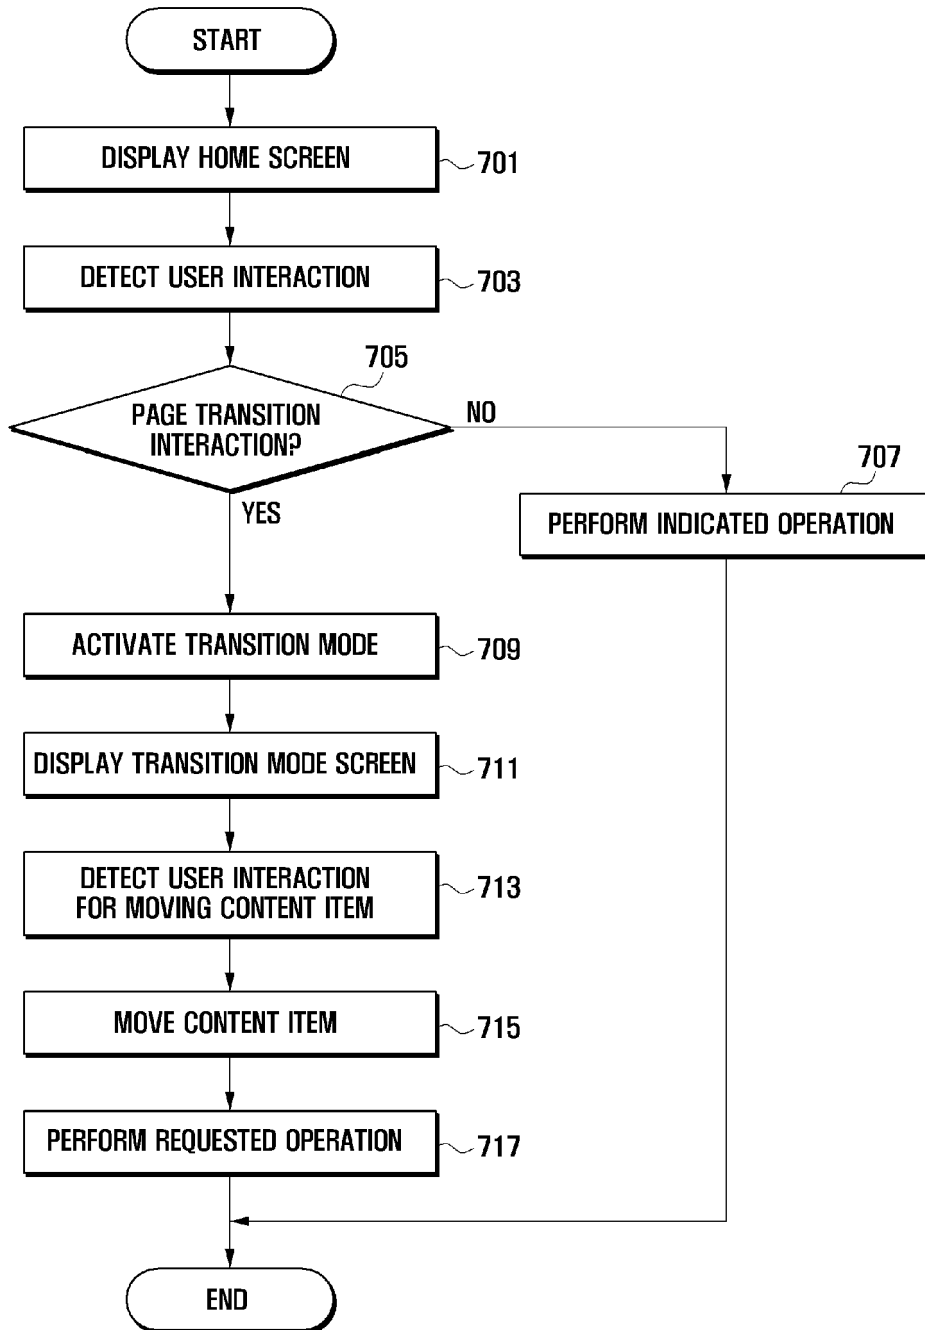 START
DISPLAY HOME SCREEN
701
DETECT USER INTERACTION
703
705
PAGE TRANSITION
INTERACTION?
NO
YES
707
PERFORM INDICATED OPERATION
ACTIVATE TRANSITION MODE
709
DISPLAY TRANSITION MODE SCREEN
711
DETECT USER INTERACTION
FOR MOVING CONTENT ITEM
713
MOVE CONTENT ITEM
715
PERFORM REQUESTED OPERATION
717
END